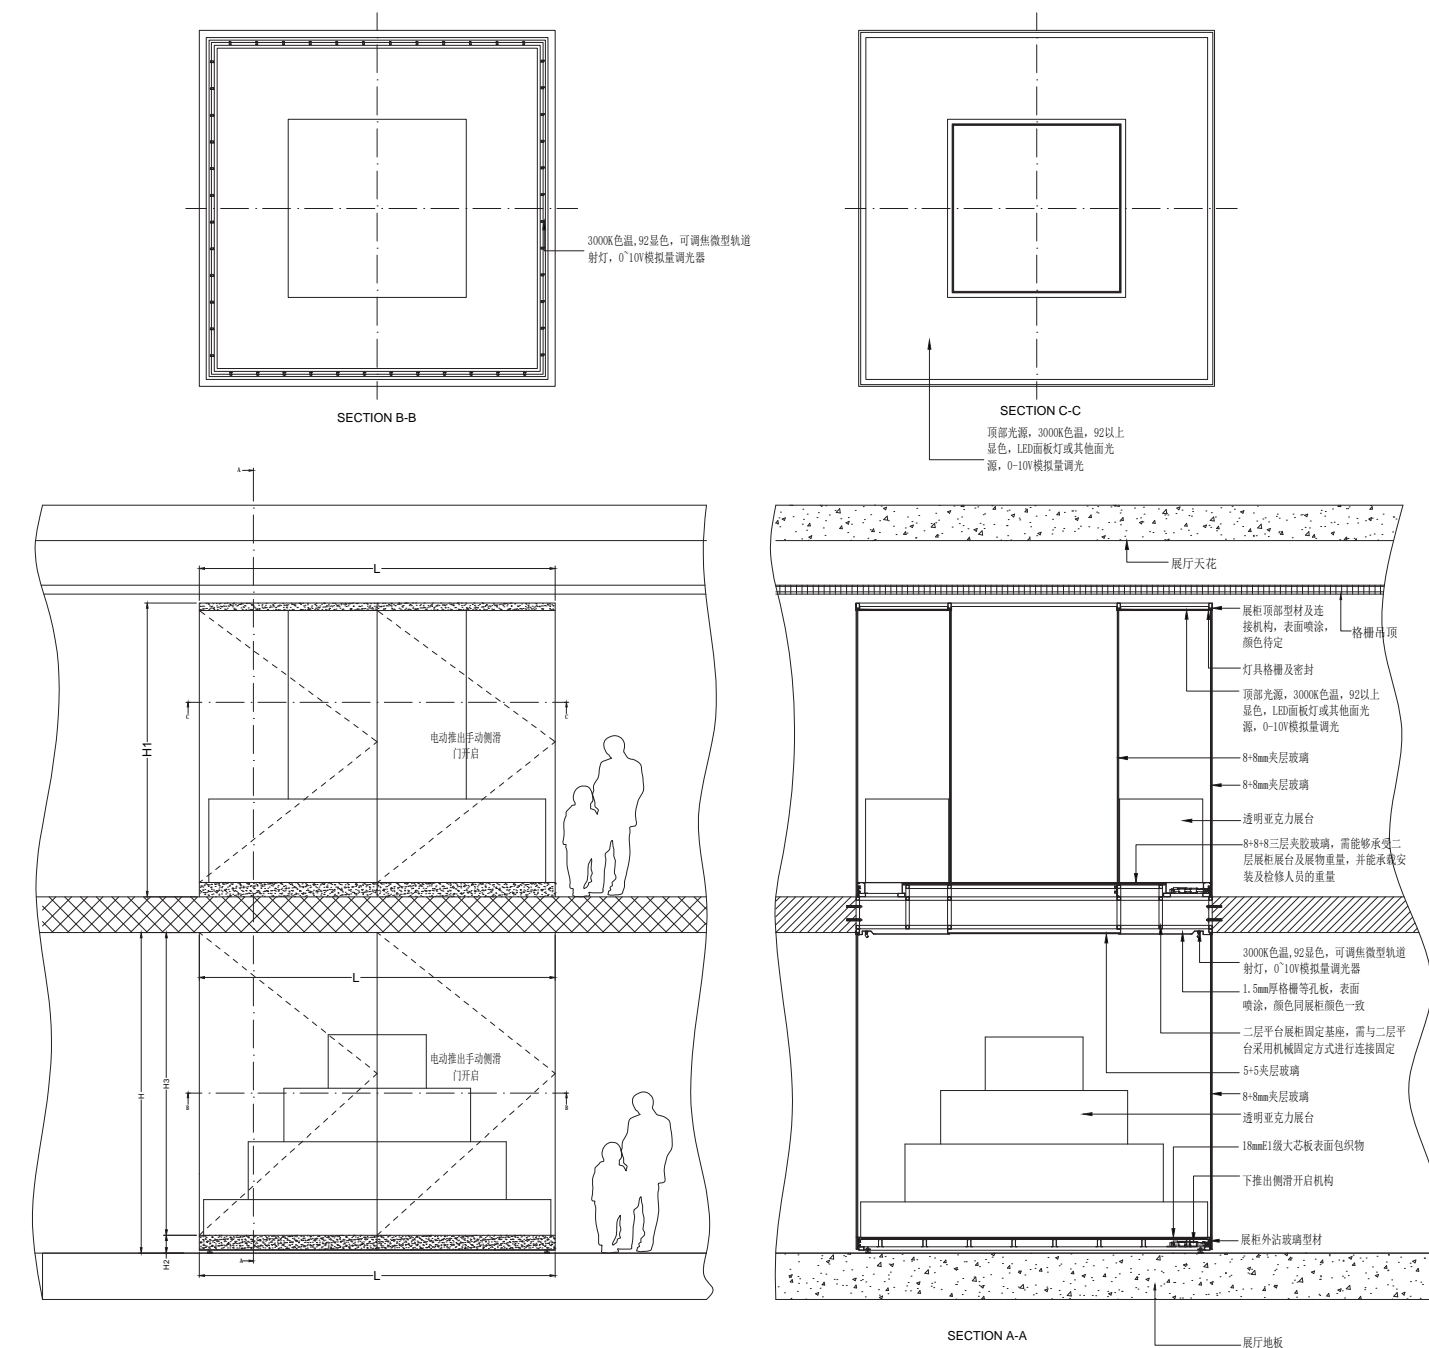 3000K色温,92显色, 可调焦微型轨道
射灯, 0~10V模拟量调光器
SECTION B-B
SECTION C-C
顶部光源, 3000K色温, 92以上
显色, LED面板灯或其他面光
源, 0-10V模拟量调光
A
L
H1
C
C
电动推出手动侧滑
门开启
L
电动推出手动侧滑
门开启
H
H3
B
B
H2
A
L
展厅天花
展柜顶部型材及连
接机构, 表面喷涂,
颜色待定
格栅吊顶
灯具格栅及密封
顶部光源, 3000K色温, 92以上
显色, LED面板灯或其他面光
源, 0-10V模拟量调光
8+8mm夹层玻璃
8+8mm夹层玻璃
透明亚克力展台
8+8+8三层夹胶玻璃, 需能够承受二
层展柜展台及展物重量, 并能承载安
装及检修人员的重量
3000K色温,92显色, 可调焦微型轨道
射灯, 0~10V模拟量调光器
1.5mm厚格栅等孔板, 表面
喷涂, 颜色同展柜颜色一致
二层平台展柜固定基座, 需与二层平
台采用机械固定方式进行连接固定
5+5夹层玻璃
8+8mm夹层玻璃
透明亚克力展台
18mmE1级大芯板表面包织物
下推出侧滑开启机构
展柜外沾玻璃型材
SECTION A-A
展厅地板